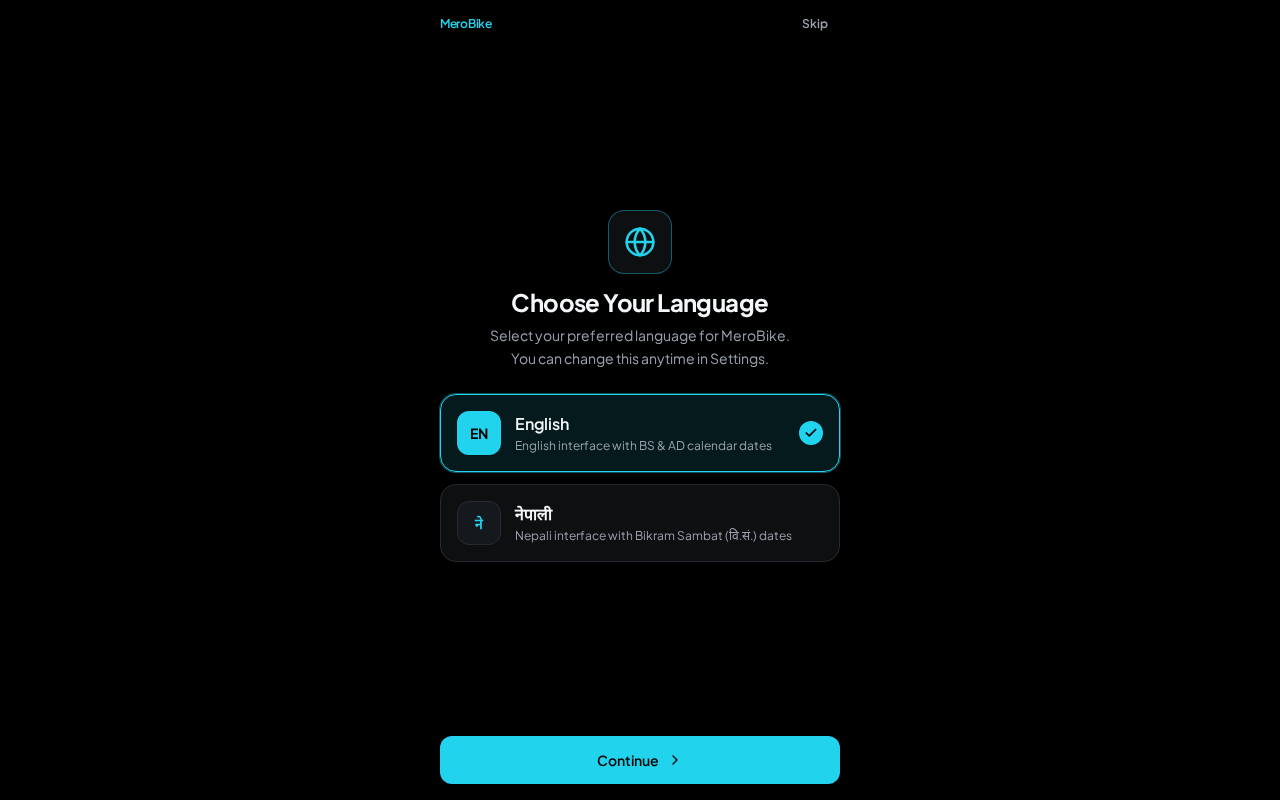 MeroBike
Skip
Choose Your Language
Select your preferred language for MeroBike.
You can change this anytime in Settings.
EN
English
English interface with BS & AD calendar dates
ने
नेपाली
Nepali interface with Bikram Sambat (वि.सं.) dates
Continue